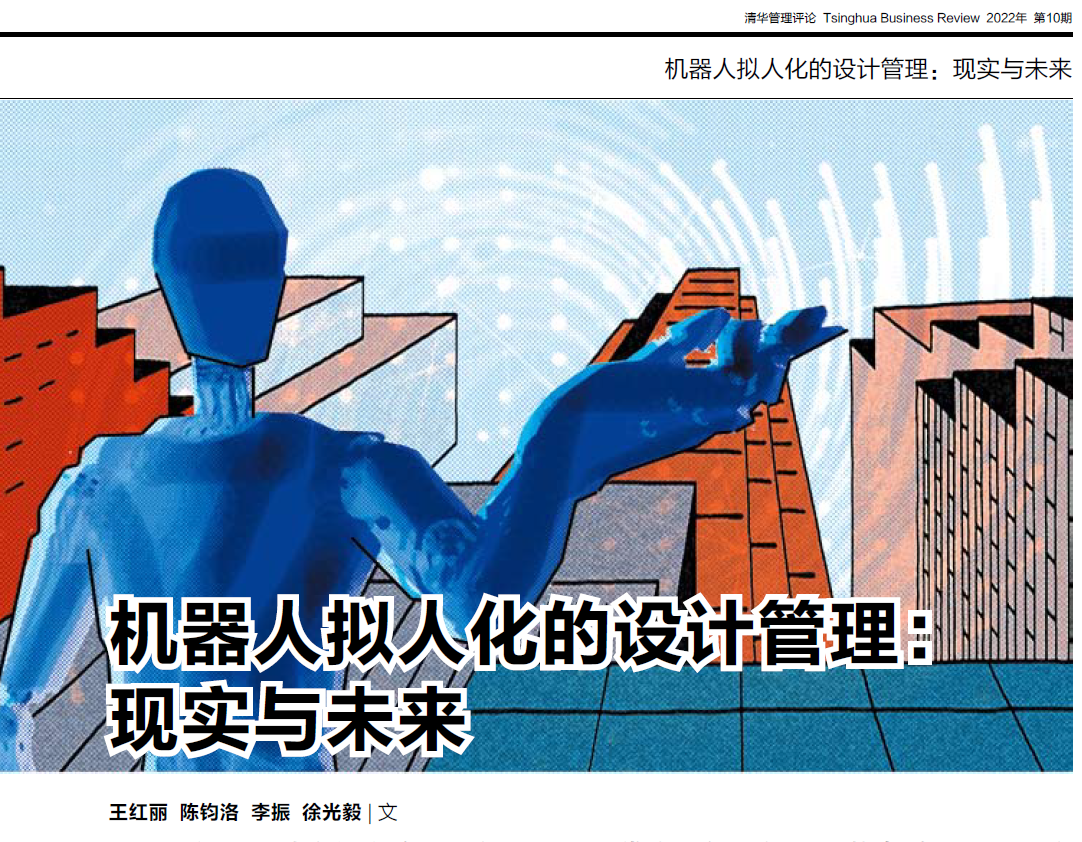 清华管理评论 Tsinghua Business Review 2022年 第10期
机器人拟人化的设计管理：现实与未来
机器人拟人化的设计管理：
现实与未来
王红丽 陈钧洛 李振 徐光毅 | 文